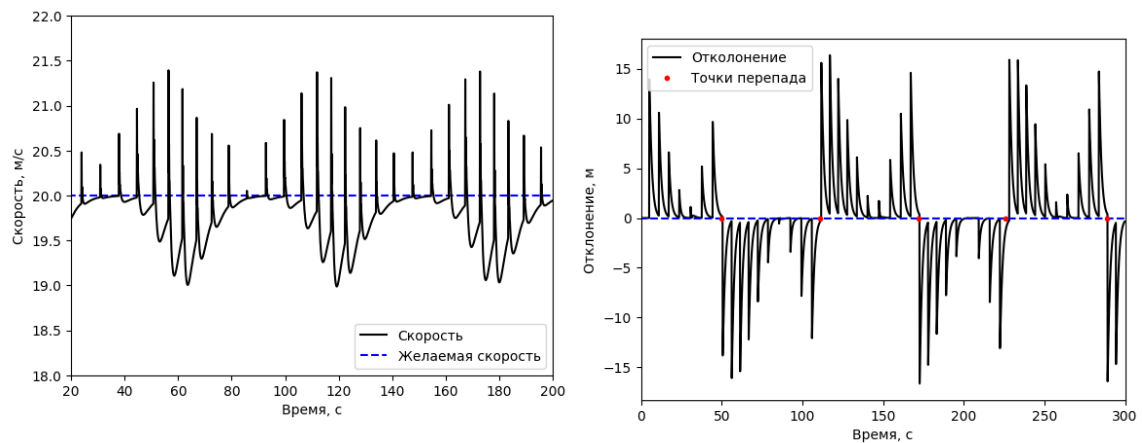 22.0
21.5
21.0
20.5
20.0
19.5
19.0
18.5
18.0
Скорость, м/с
Скорость
Желаемая скорость
20 40 60 80 100 120 140 160 180 200
Время, с
15
10
5
0
−5
−10
−15
Отклонение, м
Отколонение
Точки перепада
0 50 100 150 200 250 300
Время, с